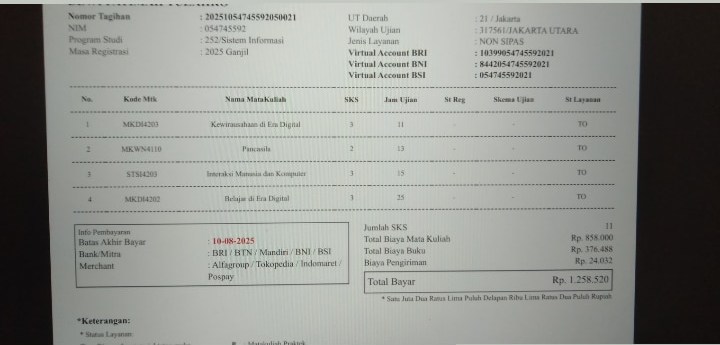 Nomor Tagihan : 20251054745592050021
NIM : 054745592
Program Studi : 252/Sistem Informasi
Masa Registrasi : 2025 Ganjil
UT Daerah : 21 / Jakarta
Wilayah Ujian : 317561/JAKARTA UTARA
Jenis Layanan : NON SIPAS
Virtual Account BRI : 10399054745592021
Virtual Account BNI : 8442054745592021
Virtual Account BSI : 054745592021
No. Kode Mtk Nama MataKuliah SKS Jam Ujian St Reg Skema Ujian St Layanan
1 MKDI4203 Kewirausahaan di Era Digital 3 11 - - TO
2 MKWN4110 Pancasila 2 13 - - TO
3 STSI4203 Interaksi Manusia dan Komputer 3 15 - - TO
4 MKDI4202 Belajar di Era Digital 3 25 - - TO
Info Pembayaran
Batas Akhir Bayar : 10-08-2025
Bank/Mitra : BRI / BTN / Mandiri / BNI / BSI
Merchant : Alfagroup / Tokopedia / Indomaret /
Pospay
Jumlah SKS 11
Total Biaya Mata Kuliah Rp. 858.000
Total Biaya Buku Rp. 376.488
Biaya Pengiriman Rp. 24.032
Total Bayar Rp. 1.258.520
* Satu Juta Dua Ratus Lima Puluh Delapan Ribu Lima Ratus Dua Puluh Rupiah
*Keterangan:
* Status Layanan: